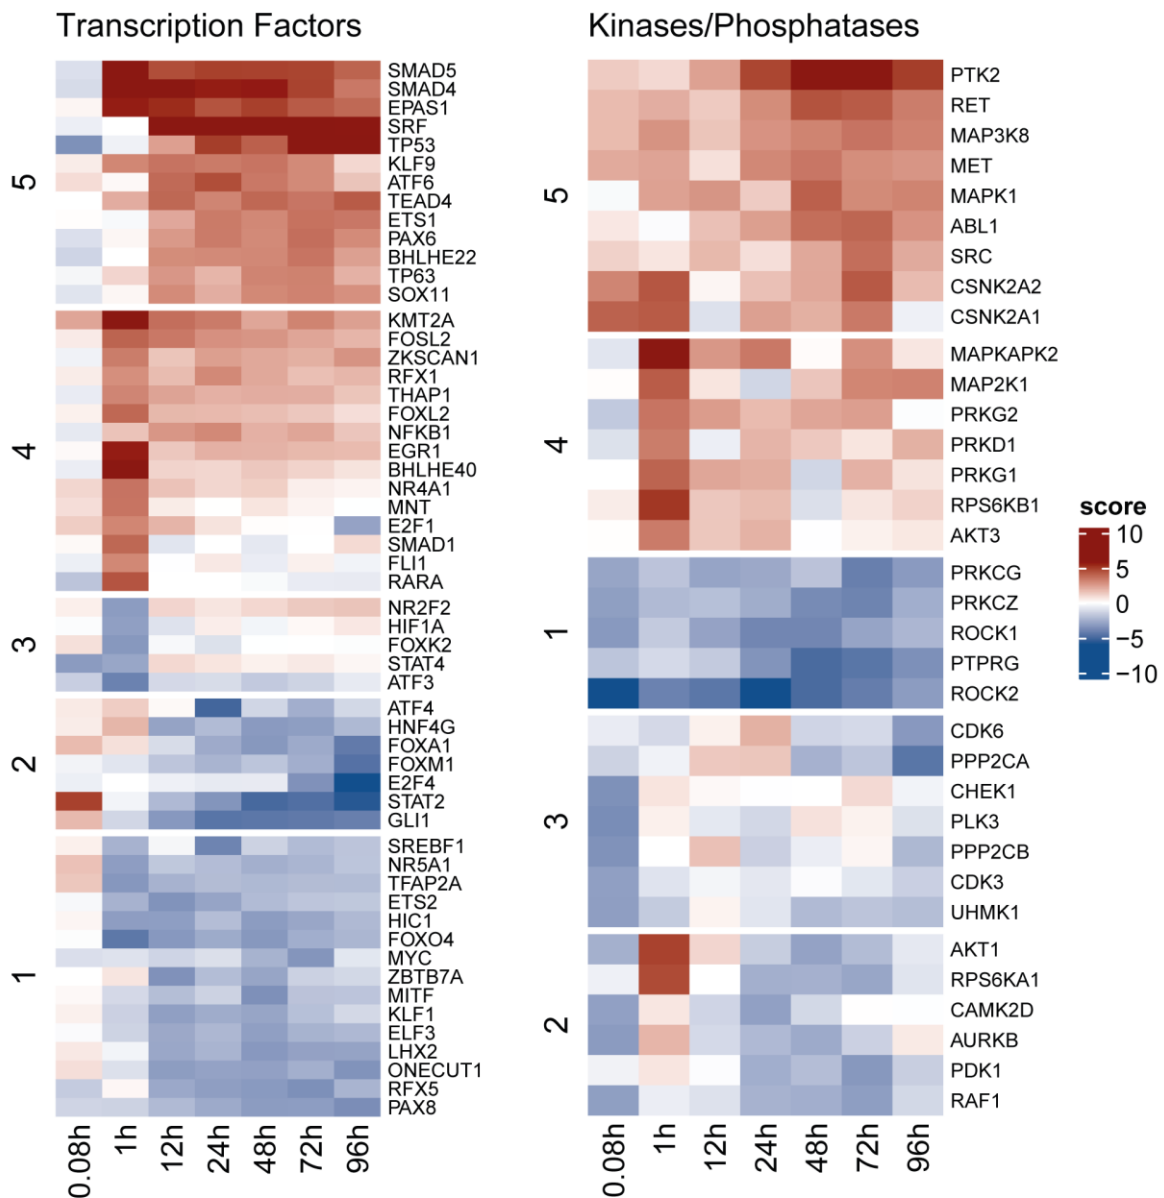 Transcription Factors
SMAD5
SMAD4
EPAS1
SRF
TP53
KLF9
ATF6
TEAD4
ETS1
PAX6
BHLHE22
TP63
SOX11
5
KMT2A
FOSL2
ZKSCAN1
RFX1
THAP1
FOXL2
NFKB1
EGR1
BHLHE40
NR4A1
MNT
E2F1
SMAD1
FLI1
RARA
4
NR2F2
HIF1A
FOXK2
STAT4
ATF3
3
ATF4
HNF4G
FOXA1
FOXM1
E2F4
STAT2
GLI1
2
SREBF1
NR5A1
TFAP2A
ETS2
HIC1
FOXO4
MYC
ZBTB7A
MITF
KLF1
ELF3
LHX2
ONECUT1
RFX5
PAX8
1
0.08h 1h 12h 24h 48h 72h 96h
Kinases/Phosphatases
PTK2
RET
MAP3K8
MET
MAPK1
ABL1
SRC
CSNK2A2
CSNK2A1
5
MAPKAPK2
MAP2K1
PRKG2
PRKD1
PRKG1
RPS6KB1
AKT3
4
PRKCG
PRKCZ
ROCK1
PTPRG
ROCK2
1
CDK6
PPP2CA
CHEK1
PLK3
PPP2CB
CDK3
UHMK1
3
AKT1
RPS6KA1
CAMK2D
AURKB
PDK1
RAF1
2
0.08h 1h 12h 24h 48h 72h 96h
score
10
5
0
−5
−10